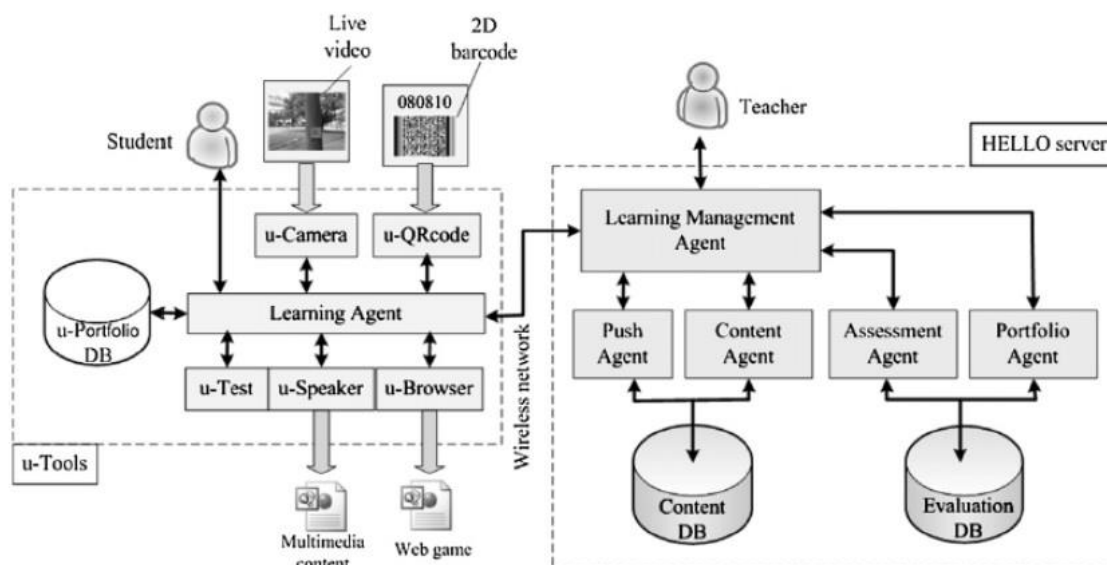 Live
video
2D
barcode
080810
Student
Teacher
HELLO server
u-Camera
u-QRcode
Learning Management
Agent
u-Portfolio
DB
Learning Agent
Wireless network
Push
Agent
Content
Agent
Assessment
Agent
Portfolio
Agent
u-Test
u-Speaker
u-Browser
u-Tools
Multimedia
content
Web game
Content
DB
Evaluation
DB